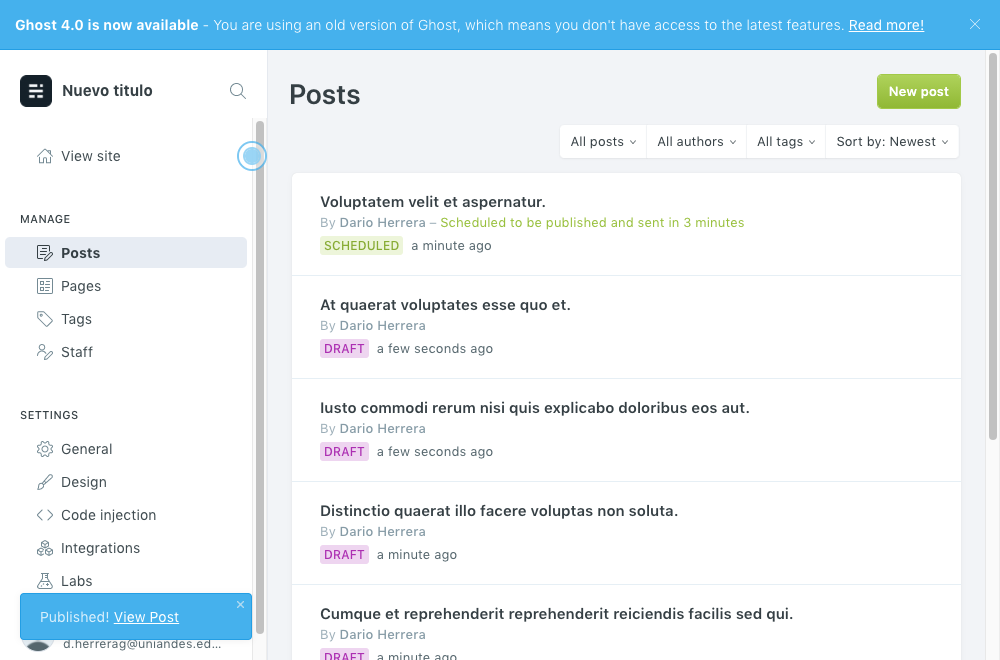 Ghost 4.0 is now available - You are using an old version of Ghost, which means you don't have access to the latest features. Read more!
Nuevo titulo
View site
MANAGE
Posts
Pages
Tags
Staff
SETTINGS
General
Design
Code injection
Integrations
Labs
Published! View Post
d.herrerag@uniandes.ed...
Posts
New post
All posts
All authors
All tags
Sort by: Newest
Voluptatem velit et aspernatur.
By Dario Herrera – Scheduled to be published and sent in 3 minutes
SCHEDULED a minute ago
At quaerat voluptates esse quo et.
By Dario Herrera
DRAFT a few seconds ago
Iusto commodi rerum nisi quis explicabo doloribus eos aut.
By Dario Herrera
DRAFT a few seconds ago
Distinctio quaerat illo facere voluptas non soluta.
By Dario Herrera
DRAFT a minute ago
Cumque et reprehenderit reprehenderit reiciendis facilis sed qui.
By Dario Herrera
DRAFT a minute ago